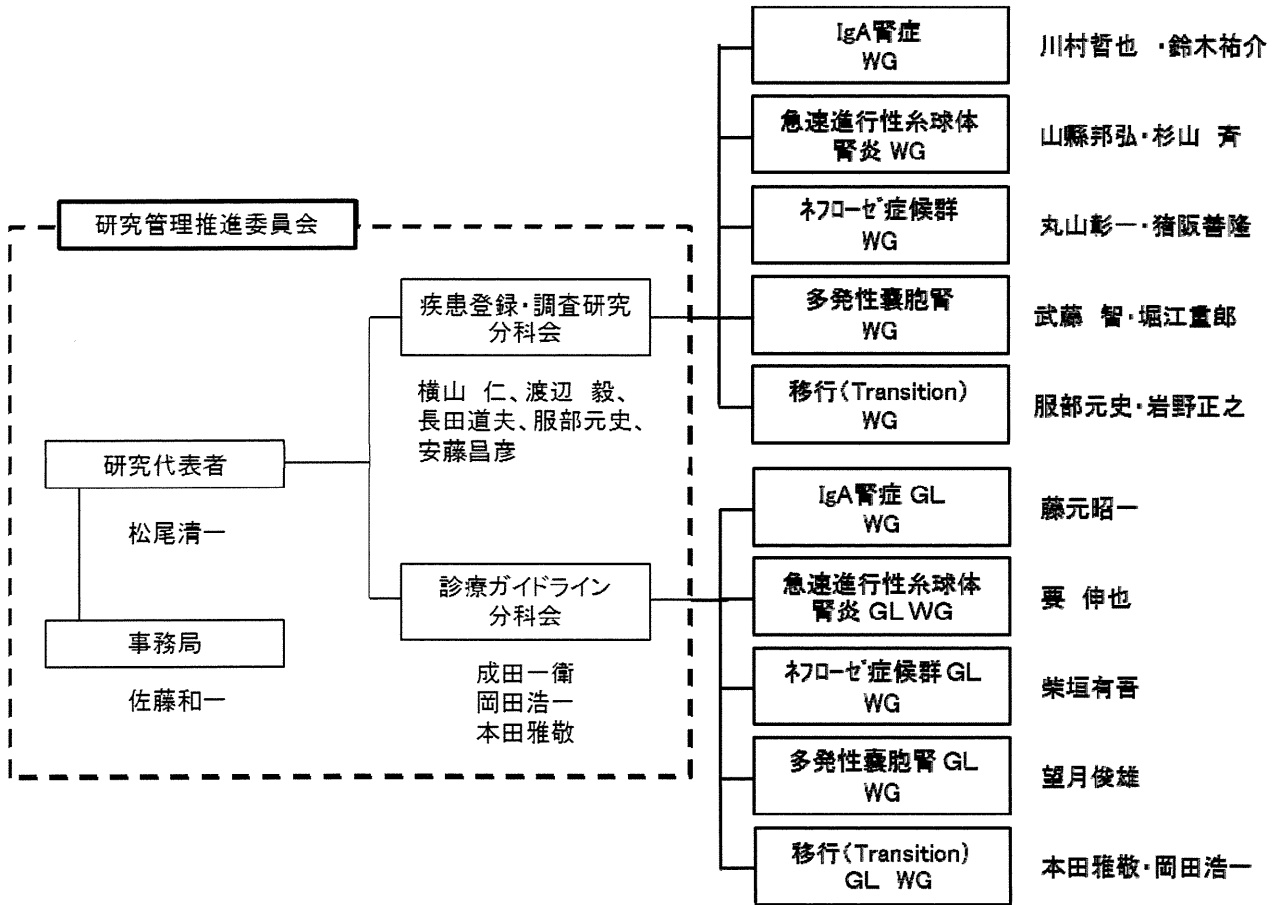 研究管理推進委員会
研究代表者
松尾清一
事務局
佐藤和一
疾患登録・調査研究
分科会
横山 仁、渡辺 毅、
長田道夫、服部元史、
安藤昌彦
診療ガイドライン
分科会
成田一衛
岡田浩一
本田雅敬
IgA腎症
WG
川村哲也 ・鈴木祐介
急速進行性糸球体
腎炎 WG
山縣邦弘・杉山 斉
ネフローゼ症候群
WG
丸山彰一・猪阪善隆
多発性嚢胞腎
WG
武藤 智・堀江重郎
移行(Transition)
WG
服部元史・岩野正之
IgA腎症 GL
WG
藤元昭一
急速進行性糸球体
腎炎 GL WG
要 伸也
ネフローゼ症候群 GL
WG
柴垣有吾
多発性嚢胞腎 GL
WG
望月俊雄
移行(Transition)
GL WG
本田雅敬・岡田浩一